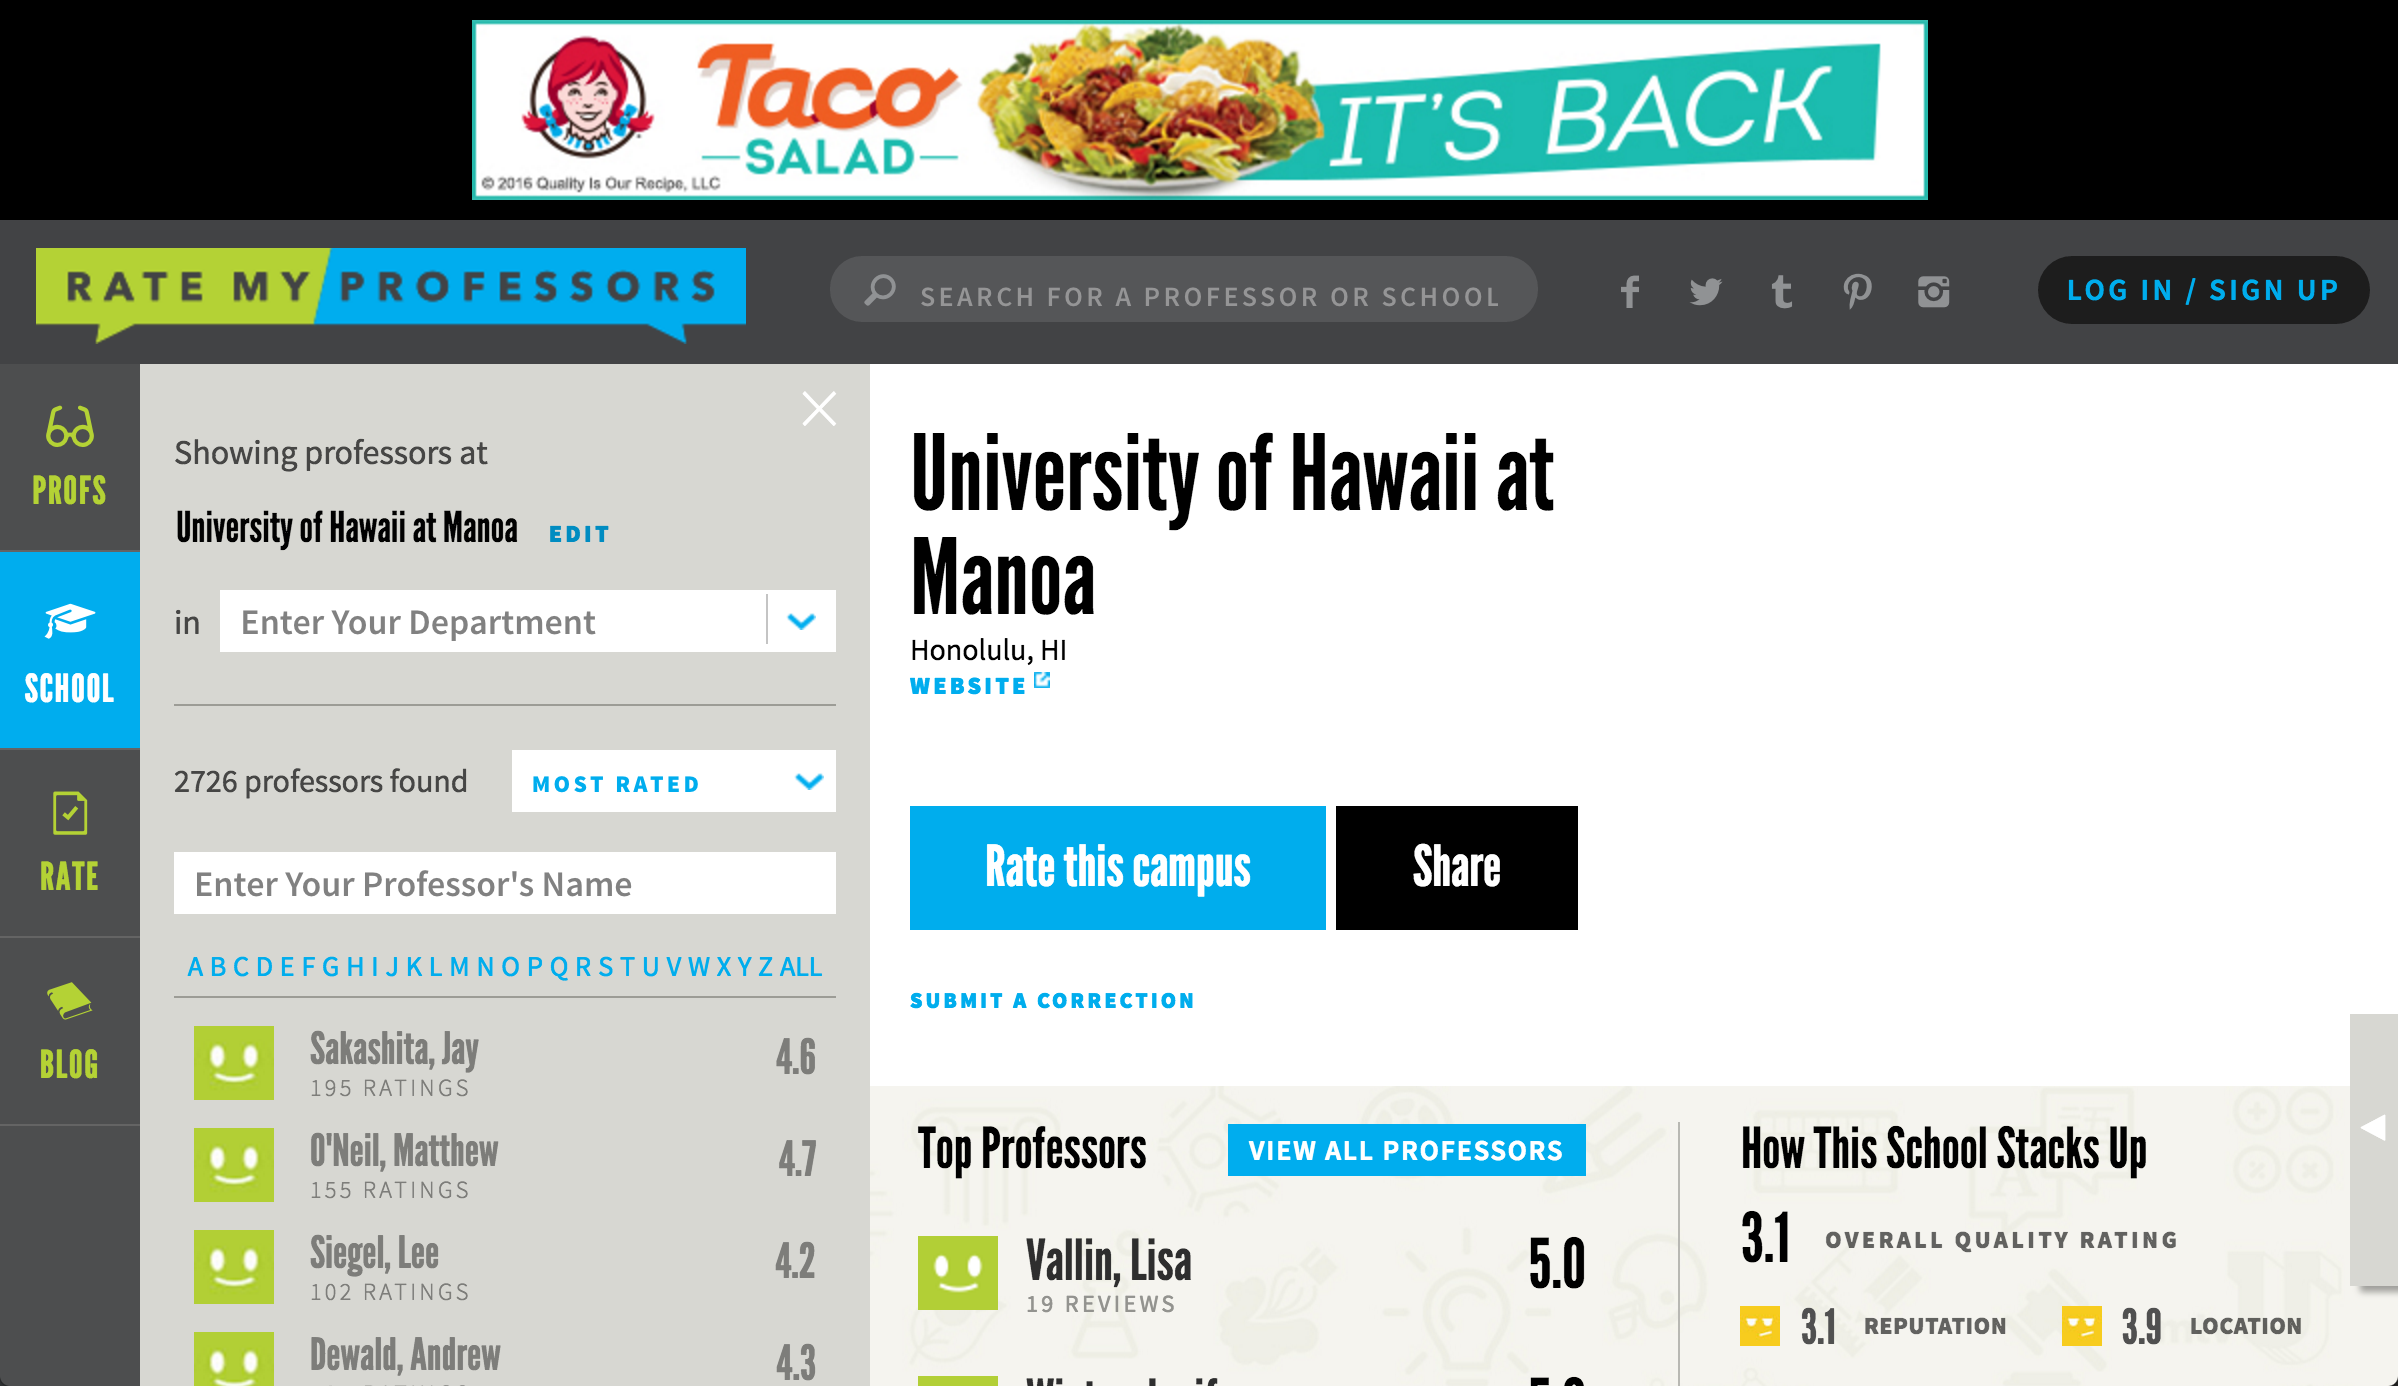 Taco
SALAD
IT'S BACK
© 2016 Quality Is Our Recipe, LLC
RATE MY PROFESSORS
SEARCH FOR A PROFESSOR OR SCHOOL
LOG IN / SIGN UP
PROFS
SCHOOL
RATE
BLOG
Showing professors at
University of Hawaii at Manoa EDIT
in Enter Your Department
2726 professors found MOST RATED
Enter Your Professor's Name
A B C D E F G H I J K L M N O P Q R S T U V W X Y Z ALL
Sakashita, Jay 4.6
195 RATINGS
O'Neil, Matthew 4.7
155 RATINGS
Siegel, Lee 4.2
102 RATINGS
Dewald, Andrew 4.3
University of Hawaii at
Manoa
Honolulu, HI
WEBSITE
Rate this campus
Share
SUBMIT A CORRECTION
Top Professors
VIEW ALL PROFESSORS
Vallin, Lisa 5.0
19 REVIEWS
How This School Stacks Up
3.1 OVERALL QUALITY RATING
3.1 REPUTATION
3.9 LOCATION